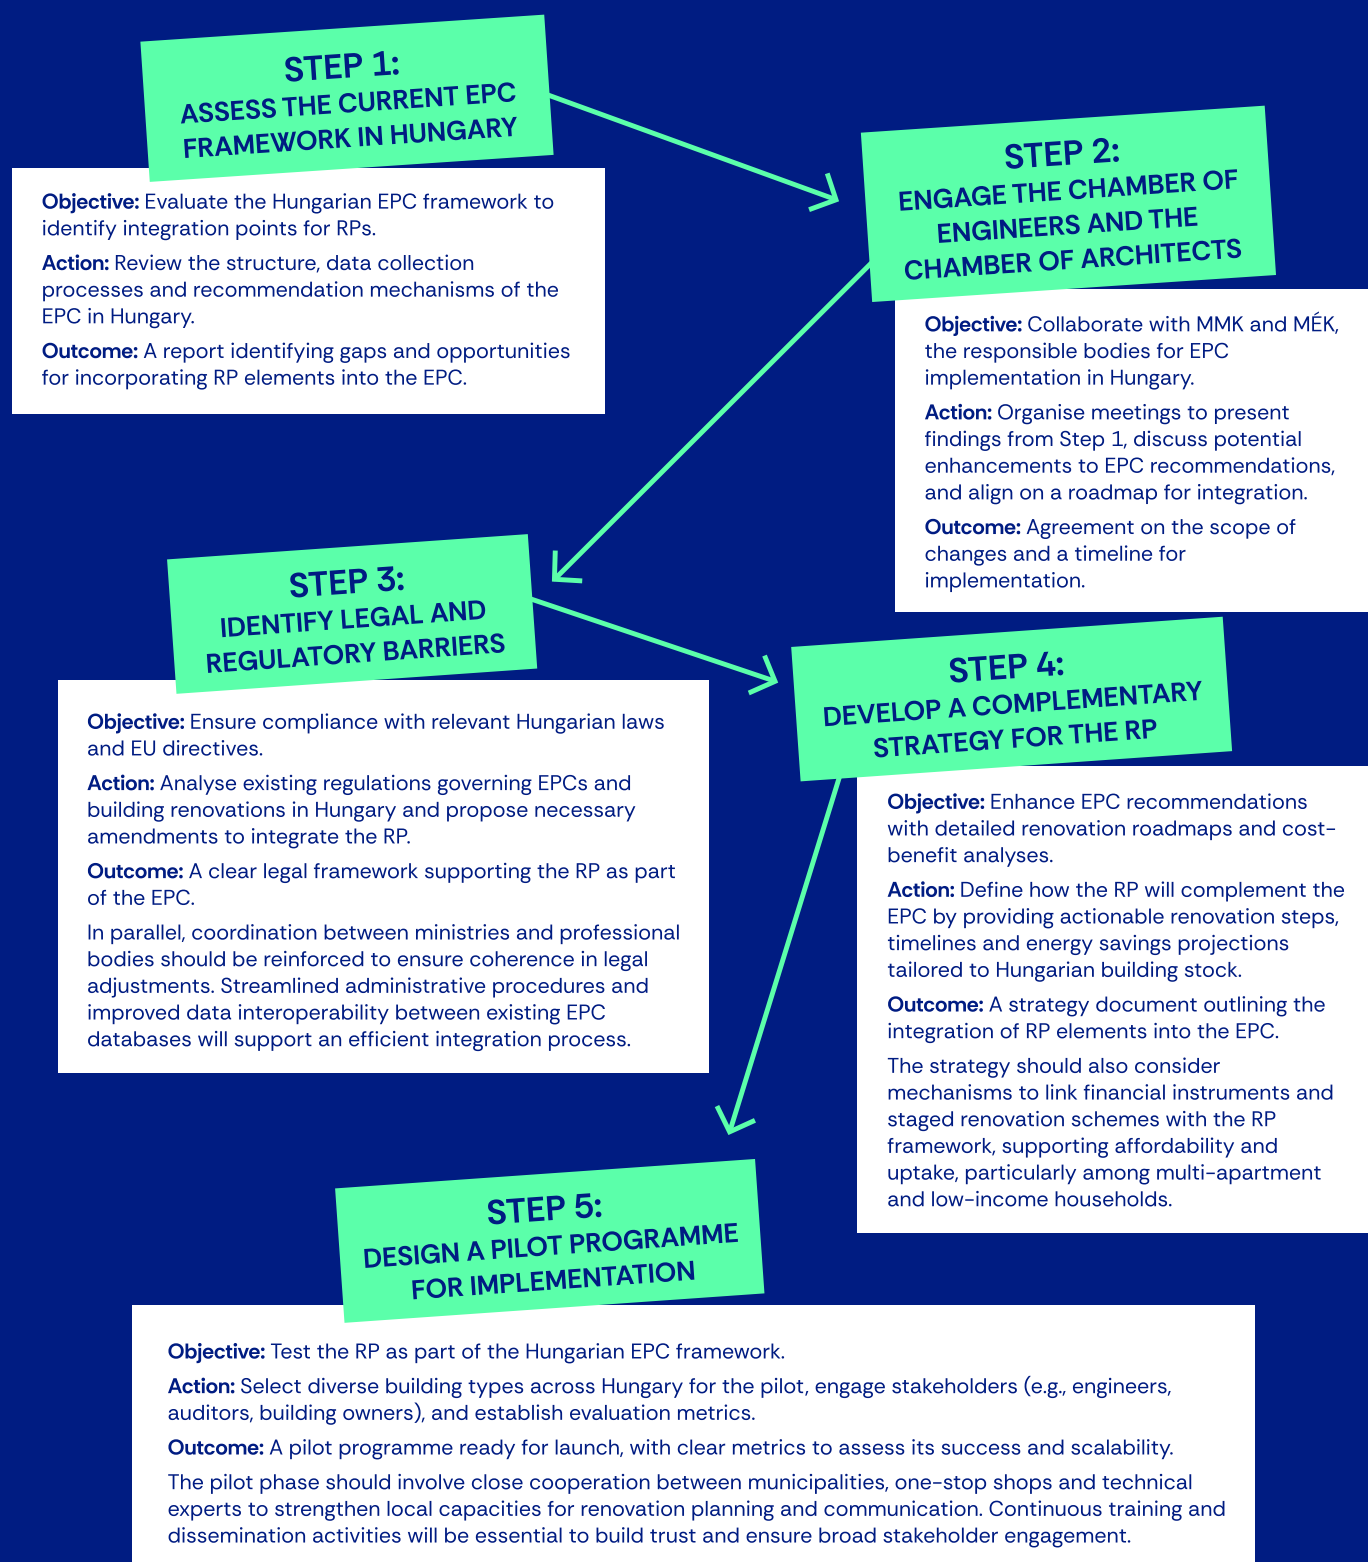 STEP 1:
ASSESS THE CURRENT EPC
FRAMEWORK IN HUNGARY
Objective: Evaluate the Hungarian EPC framework to
identify integration points for RPs.
Action: Review the structure, data collection
processes and recommendation mechanisms of the
EPC in Hungary.
Outcome: A report identifying gaps and opportunities
for incorporating RP elements into the EPC.
STEP 2:
ENGAGE THE CHAMBER OF
ENGINEERS AND THE
CHAMBER OF ARCHITECTS
Objective: Collaborate with MMK and MÉK,
the responsible bodies for EPC
implementation in Hungary.
Action: Organise meetings to present
findings from Step 1, discuss potential
enhancements to EPC recommendations,
and align on a roadmap for integration.
Outcome: Agreement on the scope of
changes and a timeline for
implementation.
STEP 3:
IDENTIFY LEGAL AND
REGULATORY BARRIERS
Objective: Ensure compliance with relevant Hungarian laws
and EU directives.
Action: Analyse existing regulations governing EPCs and
building renovations in Hungary and propose necessary
amendments to integrate the RP.
Outcome: A clear legal framework supporting the RP as part
of the EPC.
In parallel, coordination between ministries and professional
bodies should be reinforced to ensure coherence in legal
adjustments. Streamlined administrative procedures and
improved data interoperability between existing EPC
databases will support an efficient integration process.
STEP 4:
DEVELOP A COMPLEMENTARY
STRATEGY FOR THE RP
Objective: Enhance EPC recommendations
with detailed renovation roadmaps and cost-
benefit analyses.
Action: Define how the RP will complement the
EPC by providing actionable renovation steps,
timelines and energy savings projections
tailored to Hungarian building stock.
Outcome: A strategy document outlining the
integration of RP elements into the EPC.
The strategy should also consider
mechanisms to link financial instruments and
staged renovation schemes with the RP
framework, supporting affordability and
uptake, particularly among multi-apartment
and low-income households.
STEP 5:
DESIGN A PILOT PROGRAMME
FOR IMPLEMENTATION
Objective: Test the RP as part of the Hungarian EPC framework.
Action: Select diverse building types across Hungary for the pilot, engage stakeholders (e.g., engineers,
auditors, building owners), and establish evaluation metrics.
Outcome: A pilot programme ready for launch, with clear metrics to assess its success and scalability.
The pilot phase should involve close cooperation between municipalities, one-stop shops and technical
experts to strengthen local capacities for renovation planning and communication. Continuous training and
dissemination activities will be essential to build trust and ensure broad stakeholder engagement.